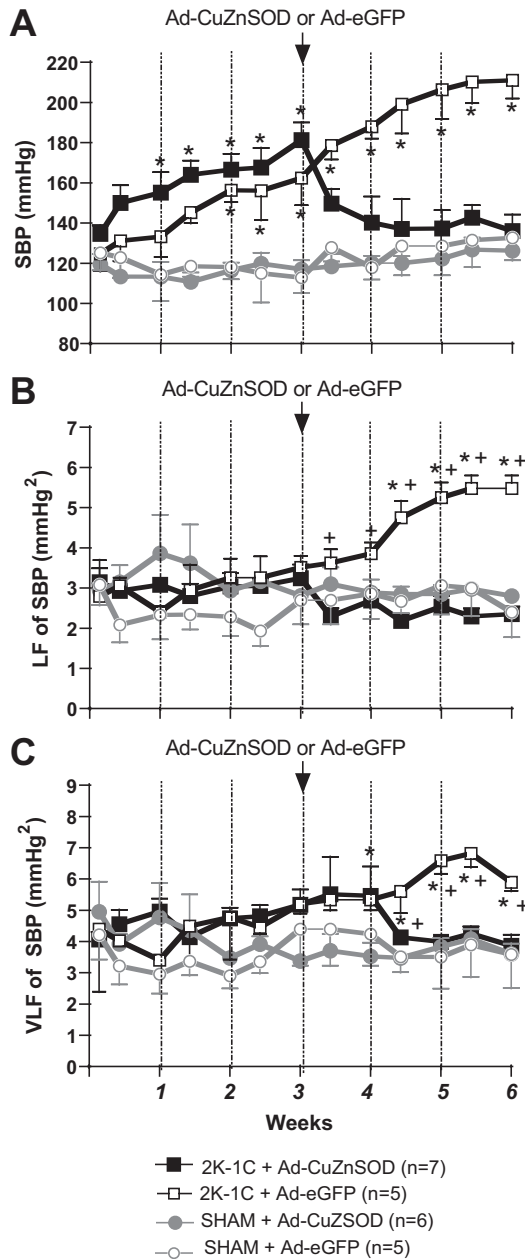 A
Ad-CuZnSOD or Ad-eGFP
SBP (mmHg)
220
200
180
160
140
120
100
80
* * * * *
* * *
* * * * * *
B
Ad-CuZnSOD or Ad-eGFP
LF of SBP (mmHg²)
7
6
5
4
3
2
1
0
+ + * + * + * + * +
C
Ad-CuZnSOD or Ad-eGFP
VLF of SBP (mmHg²)
9
8
7
6
5
4
3
2
1
0
* * + * + * + * +
1 2 3 4 5 6
Weeks
2K-1C + Ad-CuZnSOD (n=7)
2K-1C + Ad-eGFP (n=5)
SHAM + Ad-CuZSOD (n=6)
SHAM + Ad-eGFP (n=5)